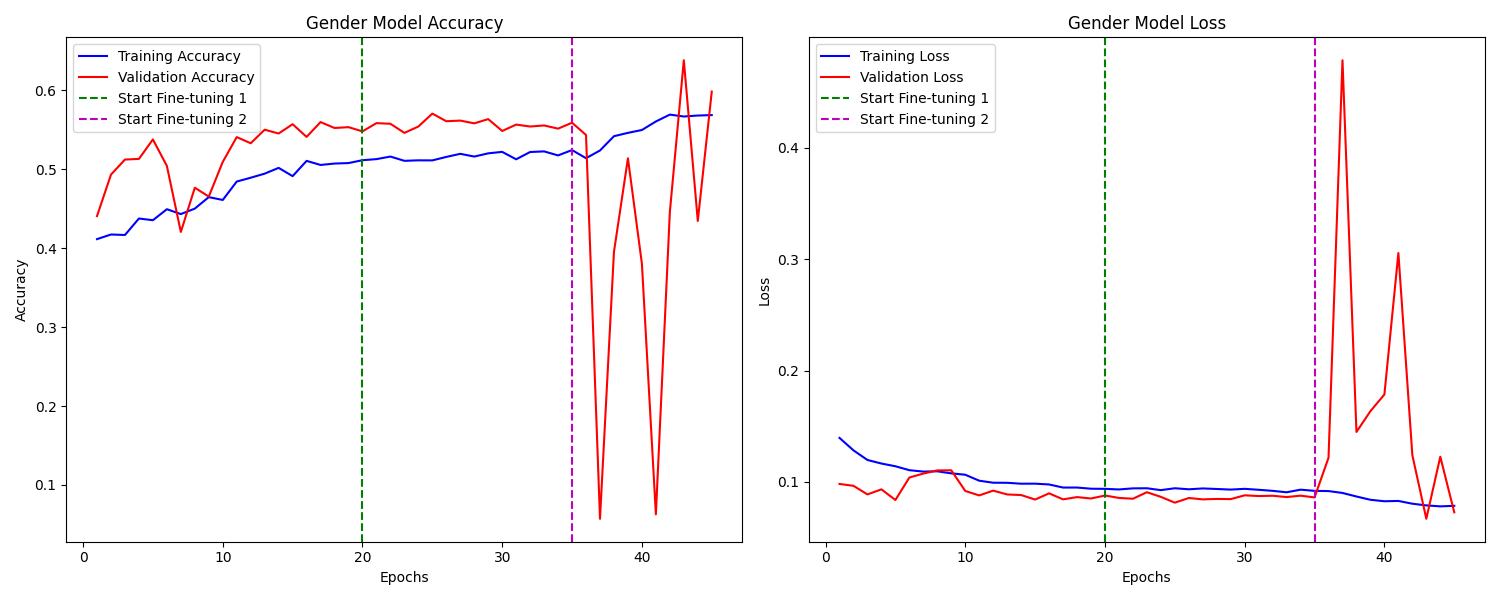 Gender Model Accuracy
Training Accuracy
Validation Accuracy
Start Fine-tuning 1
Start Fine-tuning 2
Accuracy
0.6
0.5
0.4
0.3
0.2
0.1
0 10 20 30 40
Epochs
Gender Model Loss
Training Loss
Validation Loss
Start Fine-tuning 1
Start Fine-tuning 2
Loss
0.4
0.3
0.2
0.1
0 10 20 30 40
Epochs